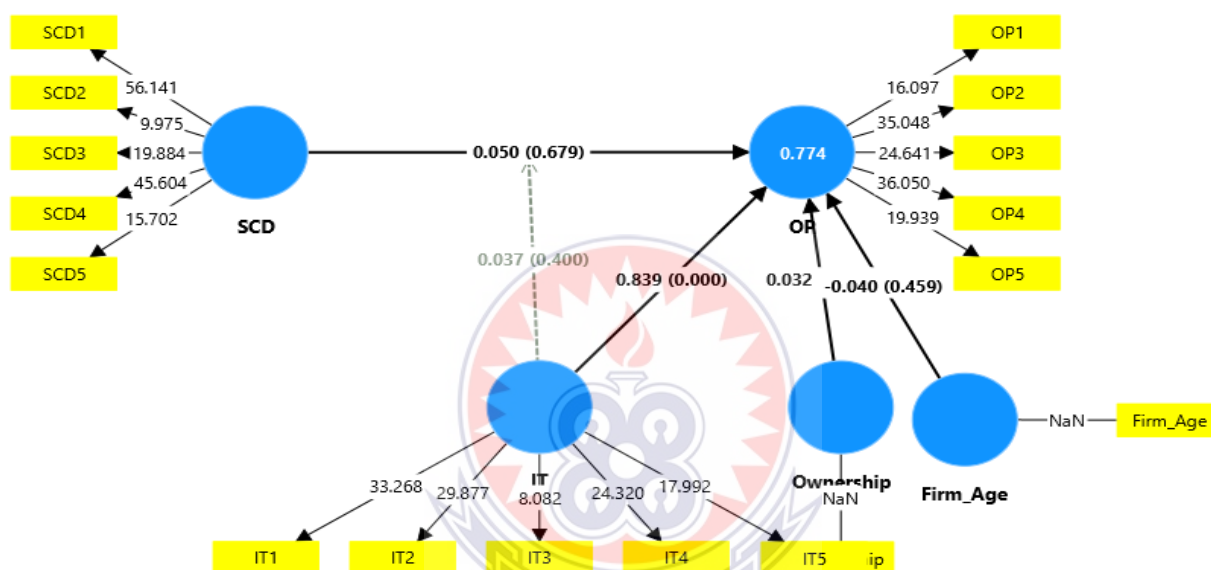 SCD1
SCD2
SCD3
SCD4
SCD5
56.141
9.975
19.884
45.604
15.702
SCD
0.050 (0.679)
0.037 (0.400)
0.839 (0.000)
0.032
-0.040 (0.459)
0.774
OP
16.097
35.048
24.641
36.050
19.939
OP1
OP2
OP3
OP4
OP5
IT
33.268
29.877
8.082
24.320
17.992
IT1
IT2
IT3
IT4
IT5
Ownership
NaN
ip
Firm_Age
NaN
Firm_Age